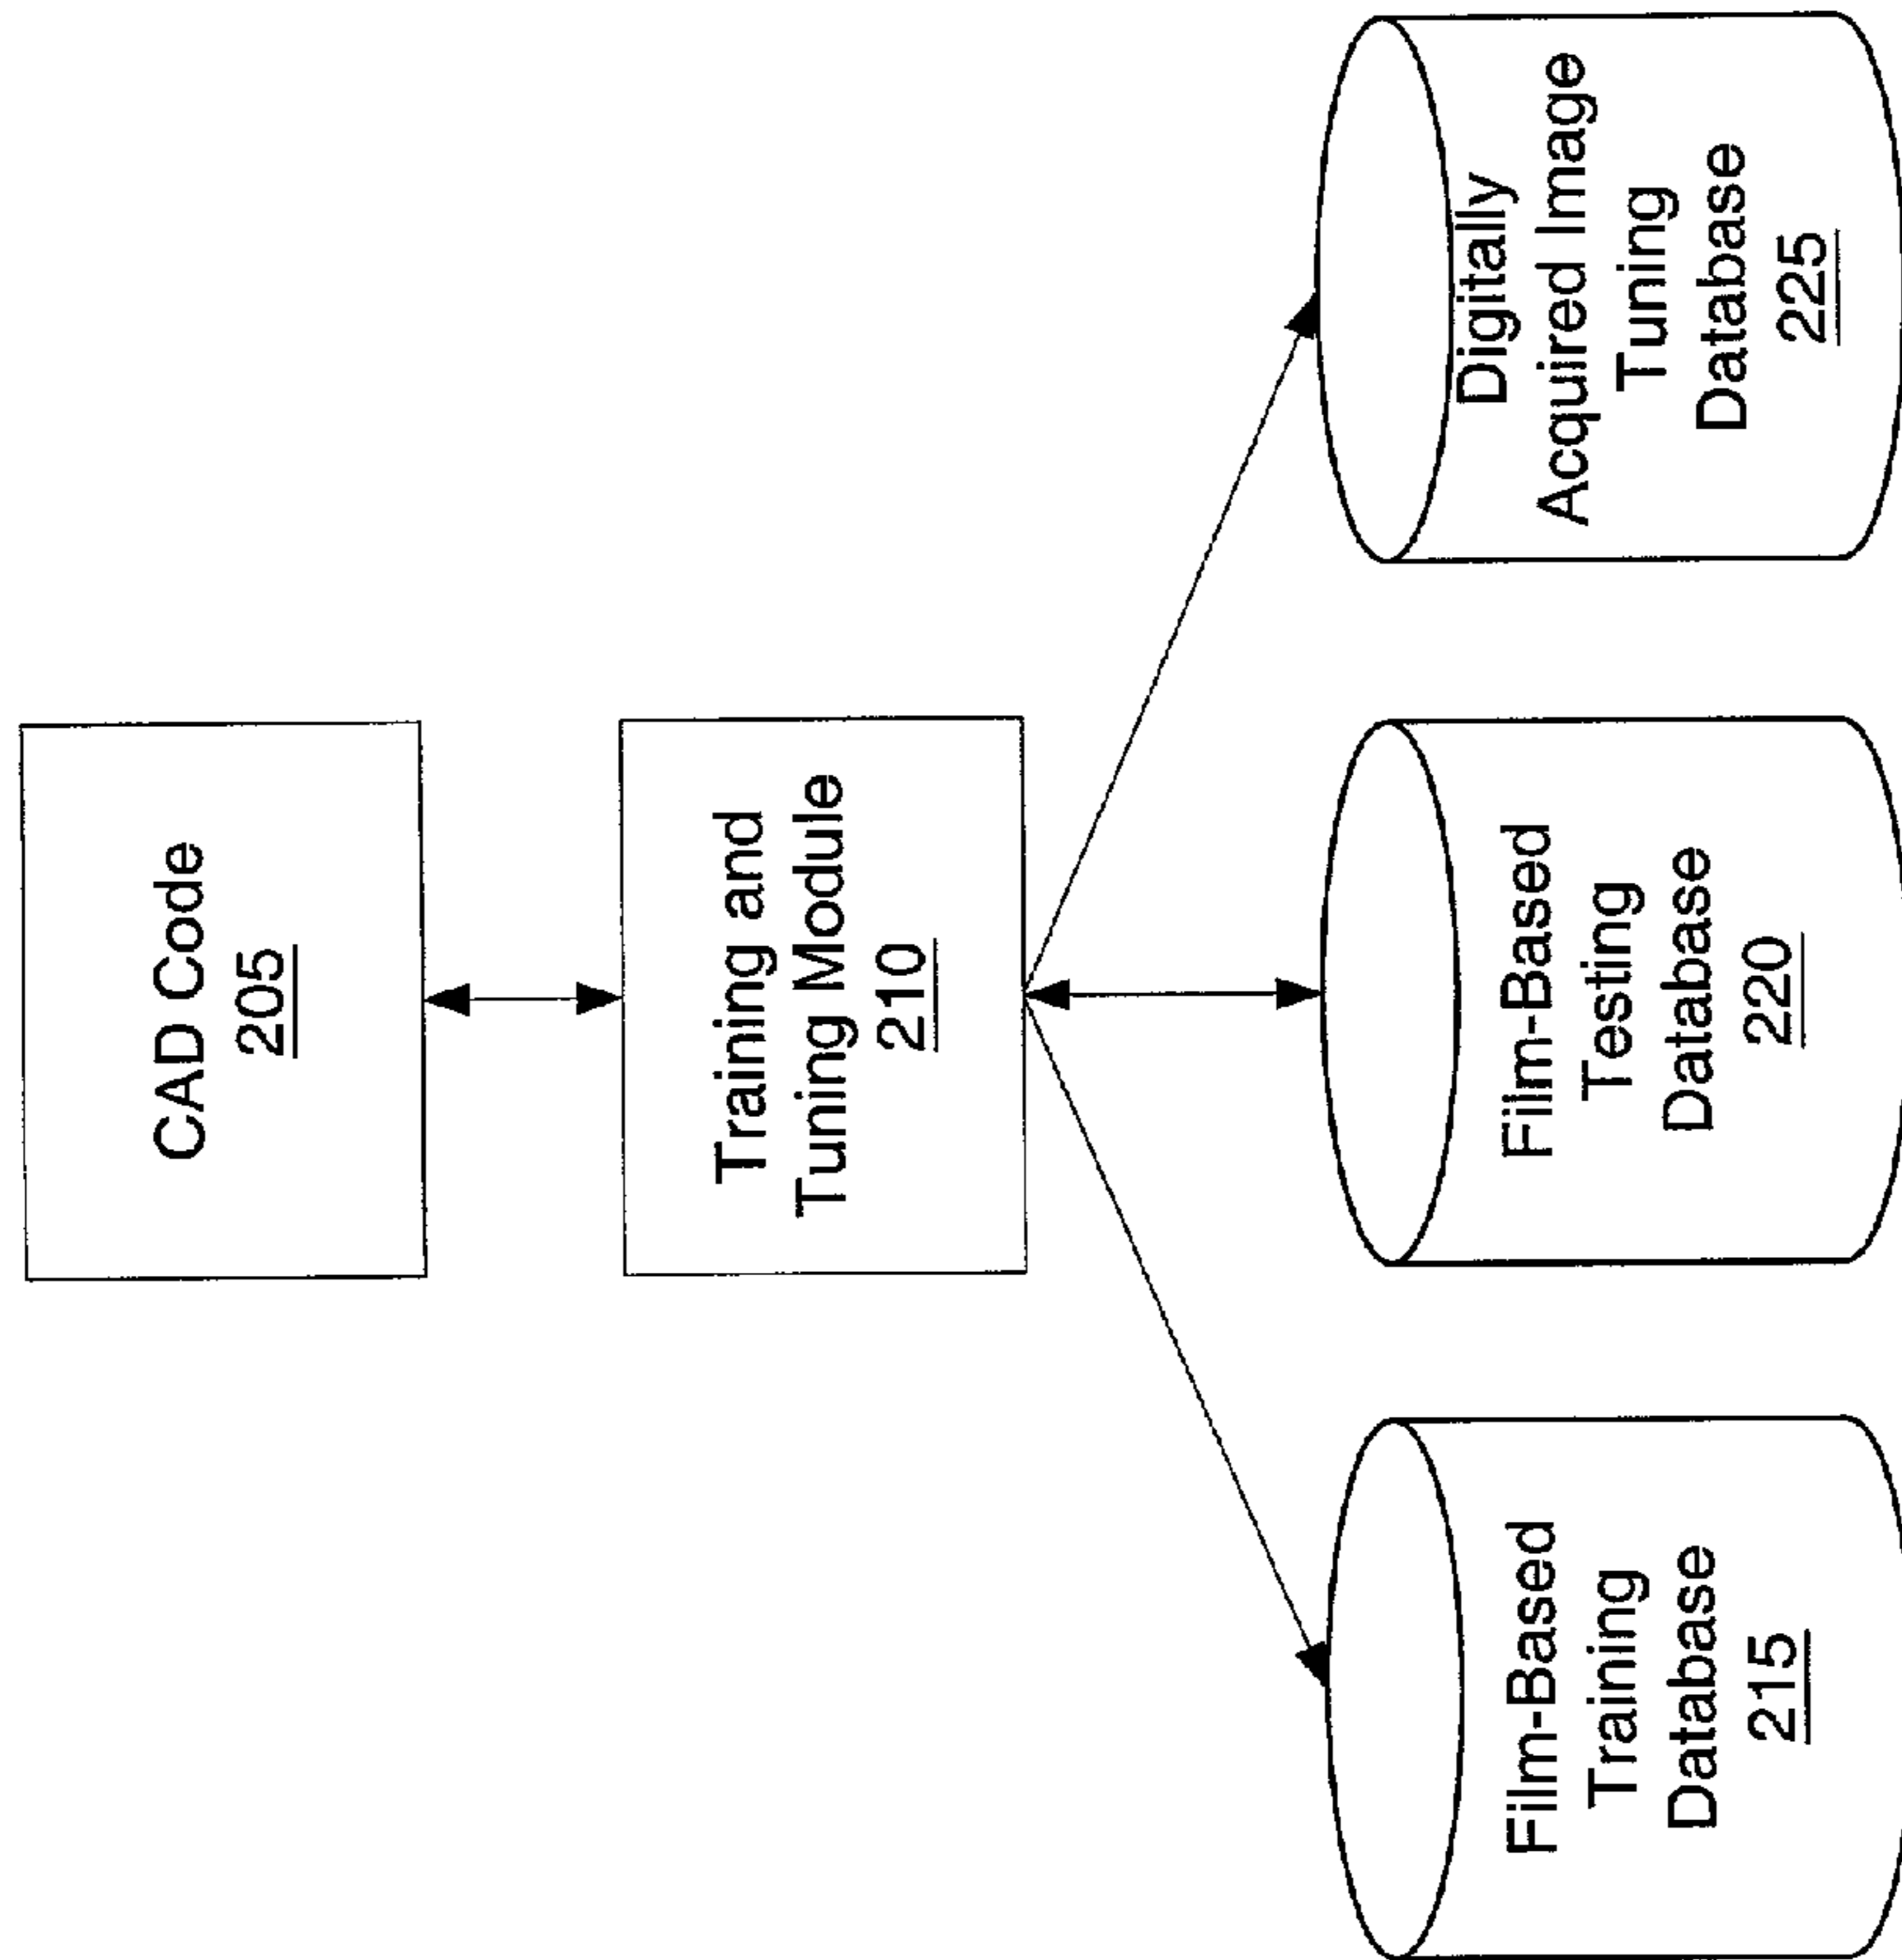 CAD Code
205
Training and
Tuning Module
210
Film-Based
Training
Database
215
Film-Based
Testing
Database
220
Digitally
Acquired Image
Tuning
Database
225